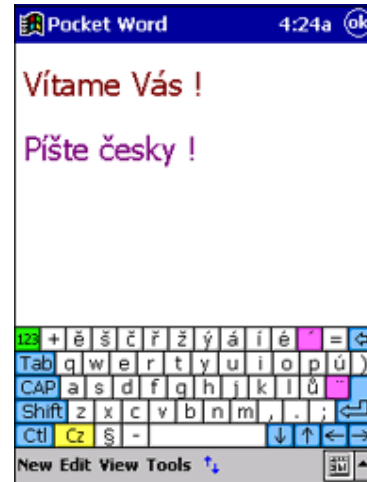 Pocket Word 4:24a ok
Vítame Vás !
Píšte česky !
123 + ě š č ř ž ý á í é ´ =
Tab q w e r t y u i o p ú )
CAP a s d f g h j k l ů ¨
Shift z x c v b n m , . ;
Ctl Cz § - ↓ ↑ ← →
New Edit View Tools